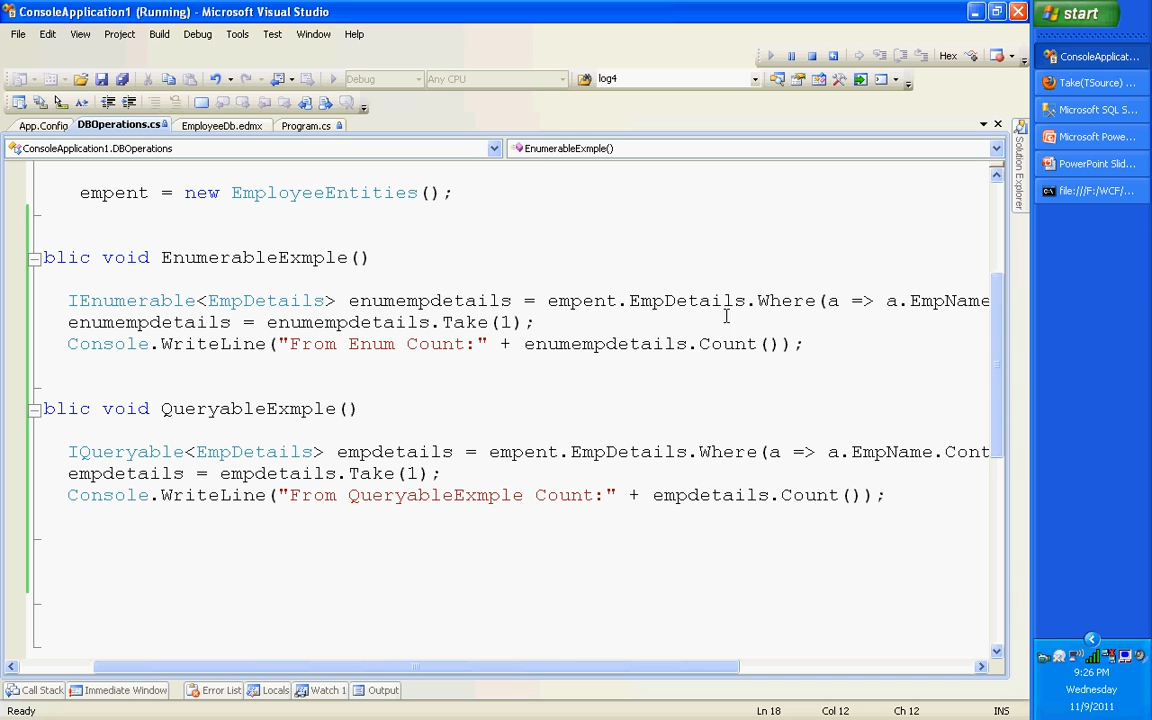 ConsoleApplication1 (Running) - Microsoft Visual Studio
start
File Edit View Project Build Debug Tools Test Window Help
Hex
ConsoleApplicat...
Debug Any CPU log4
Take(TSource) ...
Microsoft SQL S...
App.Config DBOperations.cs EmployeeDb.edmx Program.cs
Microsoft Powe...
ConsoleApplication1.DBOperations EnumerableExmple()
PowerPoint Slid...
Solution Explorer
file:///F:/WCF/...
empent = new EmployeeEntities();
blic void EnumerableExmple()
IEnumerable<EmpDetails> enumempdetails = empent.EmpDetails.Where(a => a.EmpName
enumempdetails = enumempdetails.Take(1);
Console.WriteLine("From Enum Count:" + enumempdetails.Count());
blic void QueryableExmple()
IQueryable<EmpDetails> empdetails = empent.EmpDetails.Where(a => a.EmpName.Cont
empdetails = empdetails.Take(1);
Console.WriteLine("From QueryableExmple Count:" + empdetails.Count());
9:26 PM
Wednesday
11/9/2011
Call Stack Immediate Window Error List Locals Watch 1 Output
Ready Ln 18 Col 12 Ch 12 INS